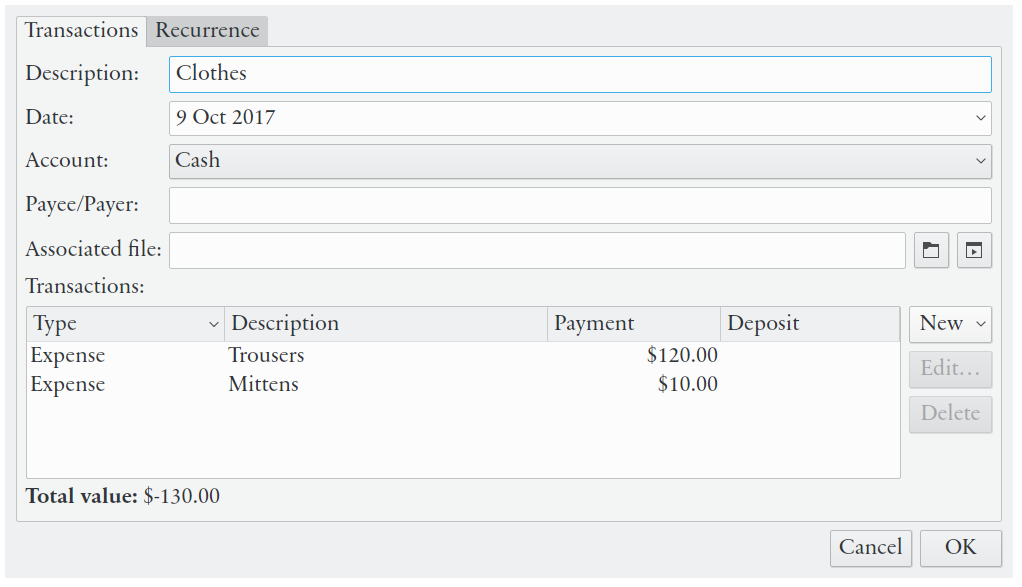 Transactions Recurrence
Description: Clothes
Date: 9 Oct 2017
Account: Cash
Payee/Payer:
Associated file:
Transactions:
Type Description Payment Deposit New
Expense Trousers $120.00
Edit...
Expense Mittens $10.00
Delete
Total value: $-130.00
Cancel OK